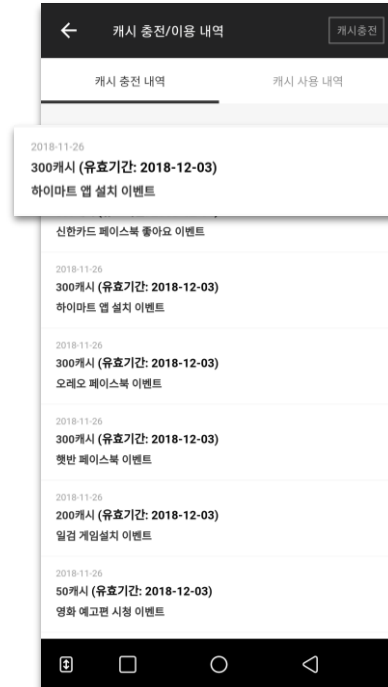 캐시 충전/이용 내역
캐시충전
캐시 충전 내역
캐시 사용 내역
2018-11-26
300캐시 (유효기간: 2018-12-03)
하이마트 앱 설치 이벤트
신한카드 페이스북 좋아요 이벤트
2018-11-26
300캐시 (유효기간: 2018-12-03)
하이마트 앱 설치 이벤트
2018-11-26
300캐시 (유효기간: 2018-12-03)
오레오 페이스북 이벤트
2018-11-26
300캐시 (유효기간: 2018-12-03)
햇반 페이스북 이벤트
2018-11-26
200캐시 (유효기간: 2018-12-03)
일검 게임설치 이벤트
2018-11-26
50캐시 (유효기간: 2018-12-03)
영화 예고편 시청 이벤트